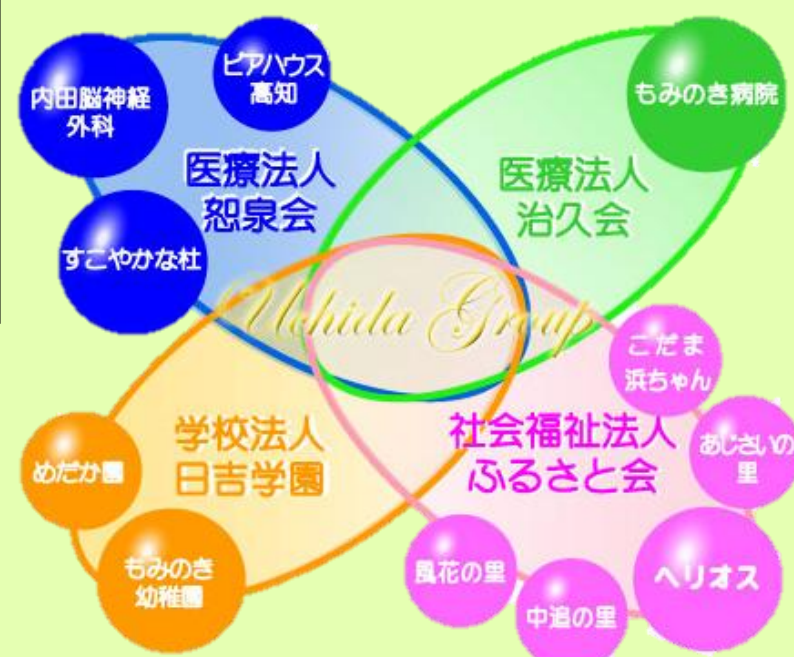 内田脳神経
外科
ピアハウス
高知
すこやかな杜
医療法人
恕泉会
もみのき病院
医療法人
治久会
Uchida Group
めだか園
もみのき
幼稚園
学校法人
日吉学園
社会福祉法人
ふるさと会
こだま
浜ちゃん
あじさいの
里
ヘリオス
中追の里
風花の里